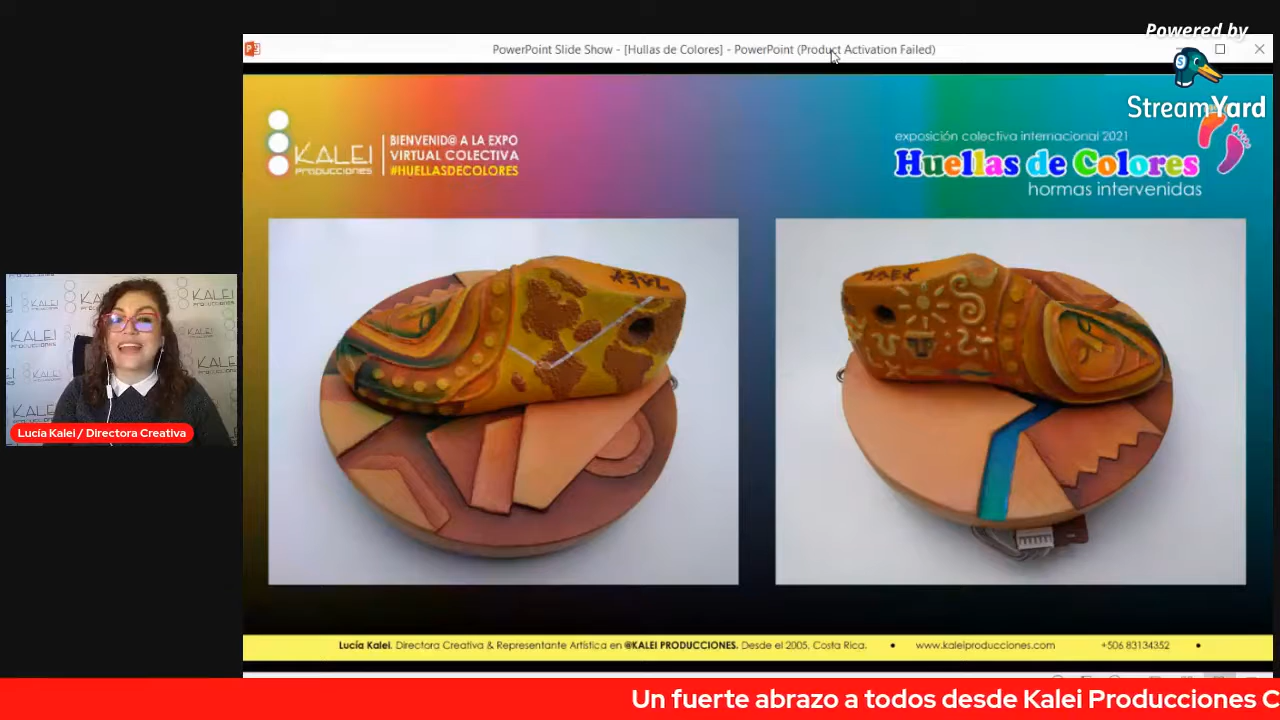 Powered by
StreamYard
PowerPoint Slide Show - [Hullas de Colores] - PowerPoint (Product Activation Failed)
KALEI
PRODUCCIONES
BIENVENID@ A LA EXPO
VIRTUAL COLECTIVA
#HUELLASDECOLORES
exposición colectiva internacional 2021
Huellas de Colores
hormas intervenidas
Lucía Kalei / Directora Creativa
Lucía Kalei. Directora Creativa & Representante Artística en @KALEI PRODUCCIONES. Desde el 2005, Costa Rica. • www.kaleiproducciones.com +506 83134352 •
Un fuerte abrazo a todos desde Kalei Producciones C